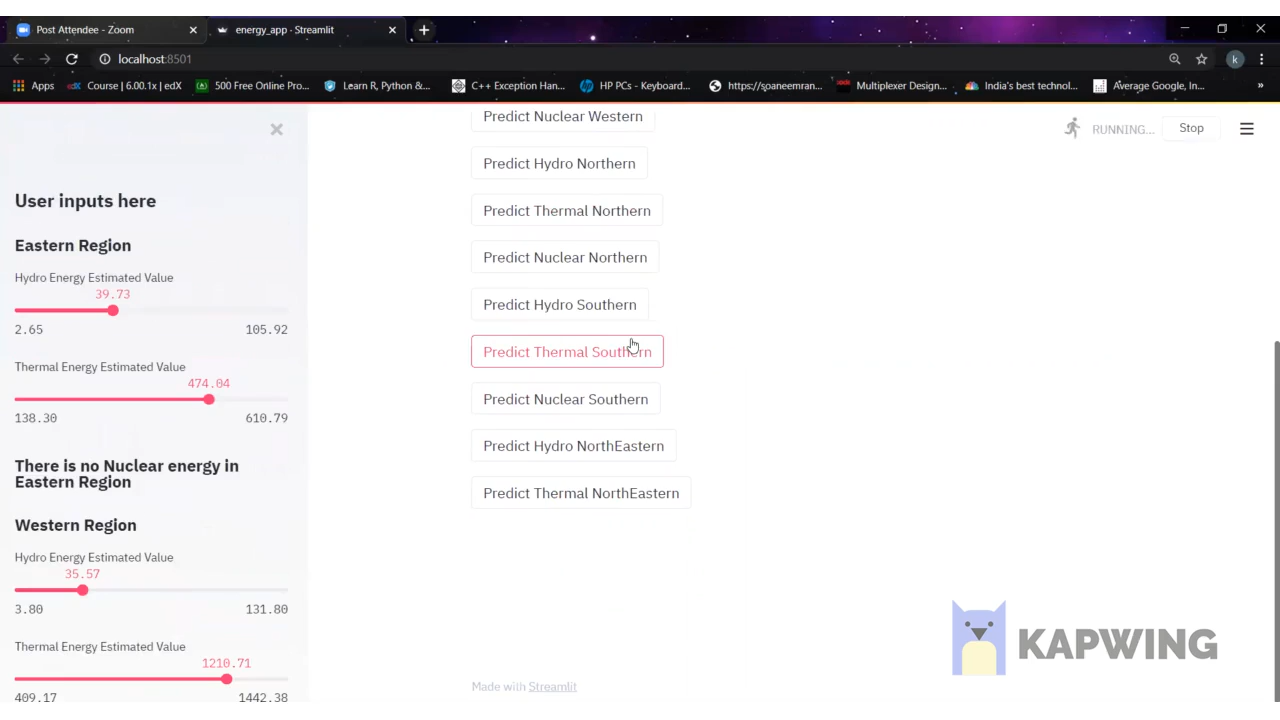 Post Attendee - Zoom
energy_app · Streamlit
localhost:8501
k
Apps
Course | 6.00.1x | edX
500 Free Online Pro...
Learn R, Python &...
C++ Exception Han...
HP PCs - Keyboard...
https://spaneemran...
Multiplexer Design...
India's best technol...
Average Google, In...
»
Predict Nuclear Western
RUNNING...
Stop
Predict Hydro Northern
User inputs here
Predict Thermal Northern
Eastern Region
Predict Nuclear Northern
Hydro Energy Estimated Value
39.73
Predict Hydro Southern
2.65
105.92
Predict Thermal Southern
Thermal Energy Estimated Value
474.04
Predict Nuclear Southern
138.30
610.79
Predict Hydro NorthEastern
There is no Nuclear energy in
Eastern Region
Predict Thermal NorthEastern
Western Region
Hydro Energy Estimated Value
35.57
3.80
131.80
Thermal Energy Estimated Value
1210.71
409.17
1442.38
KAPWING
Made with Streamlit